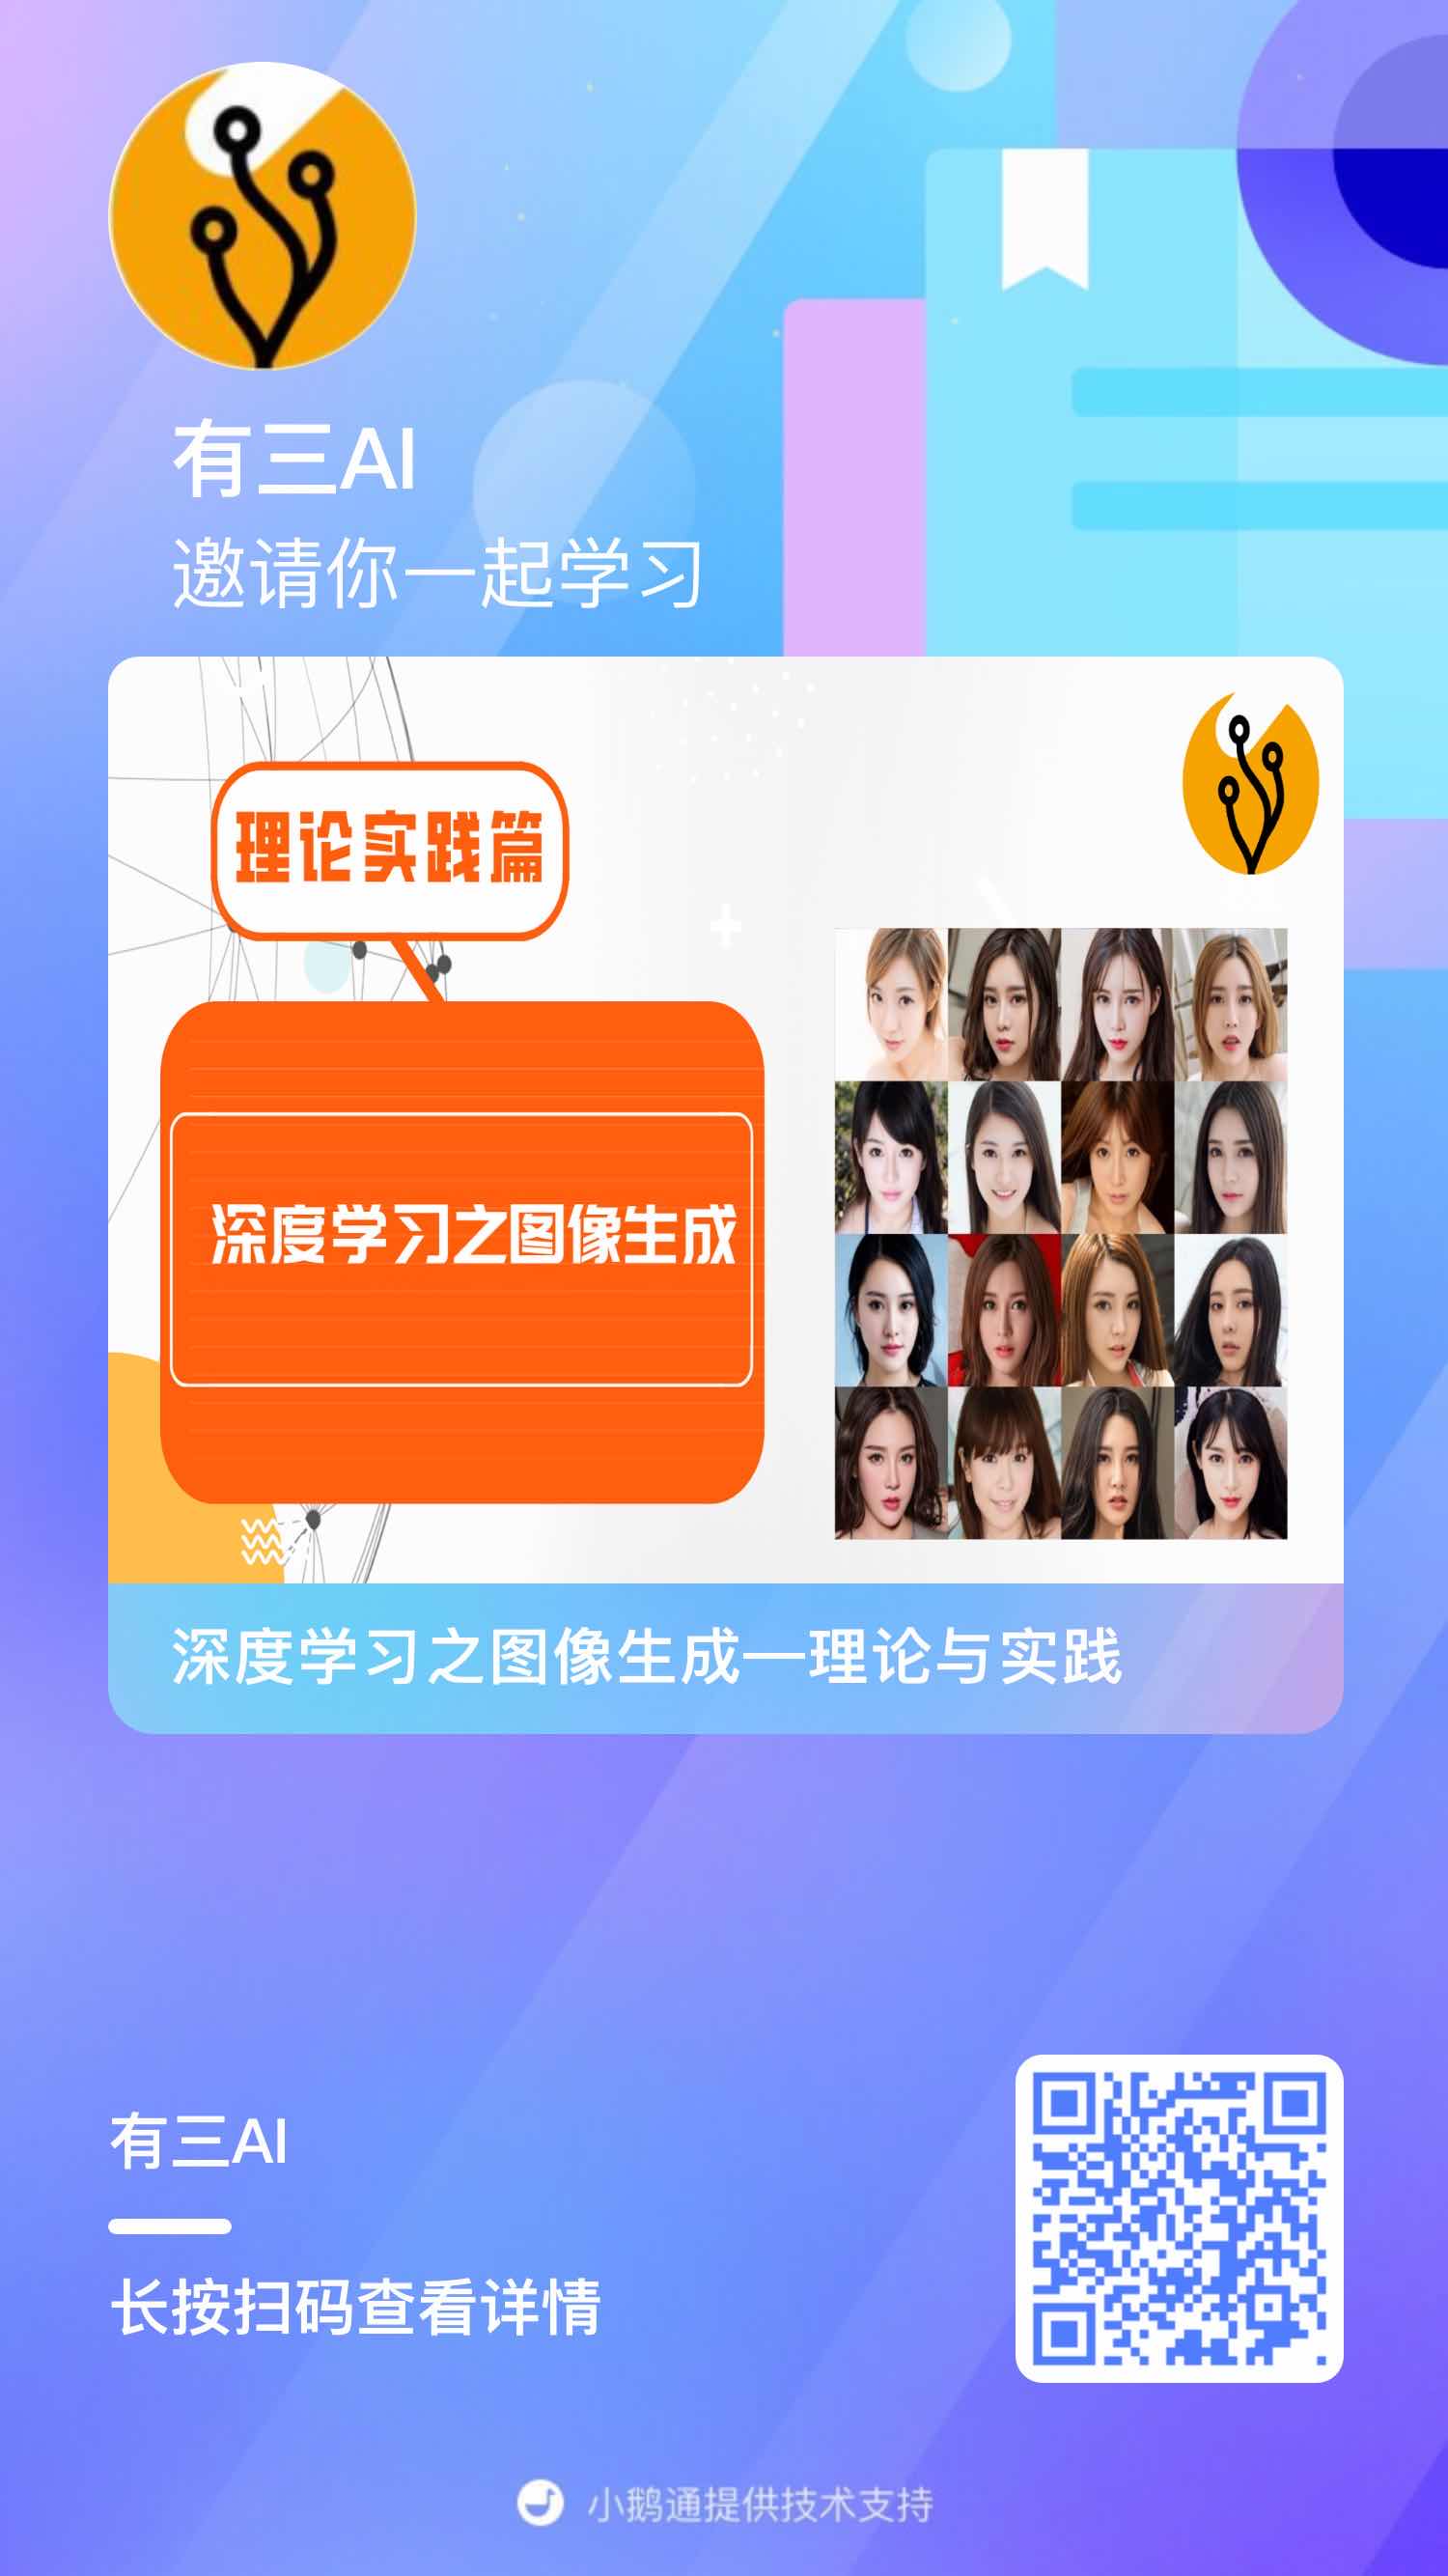 有三AI
邀请你一起学习
理论实践篇
深度学习之图像生成
深度学习之图像生成—理论与实践
有三AI
长按扫码查看详情
小鹅通提供技术支持